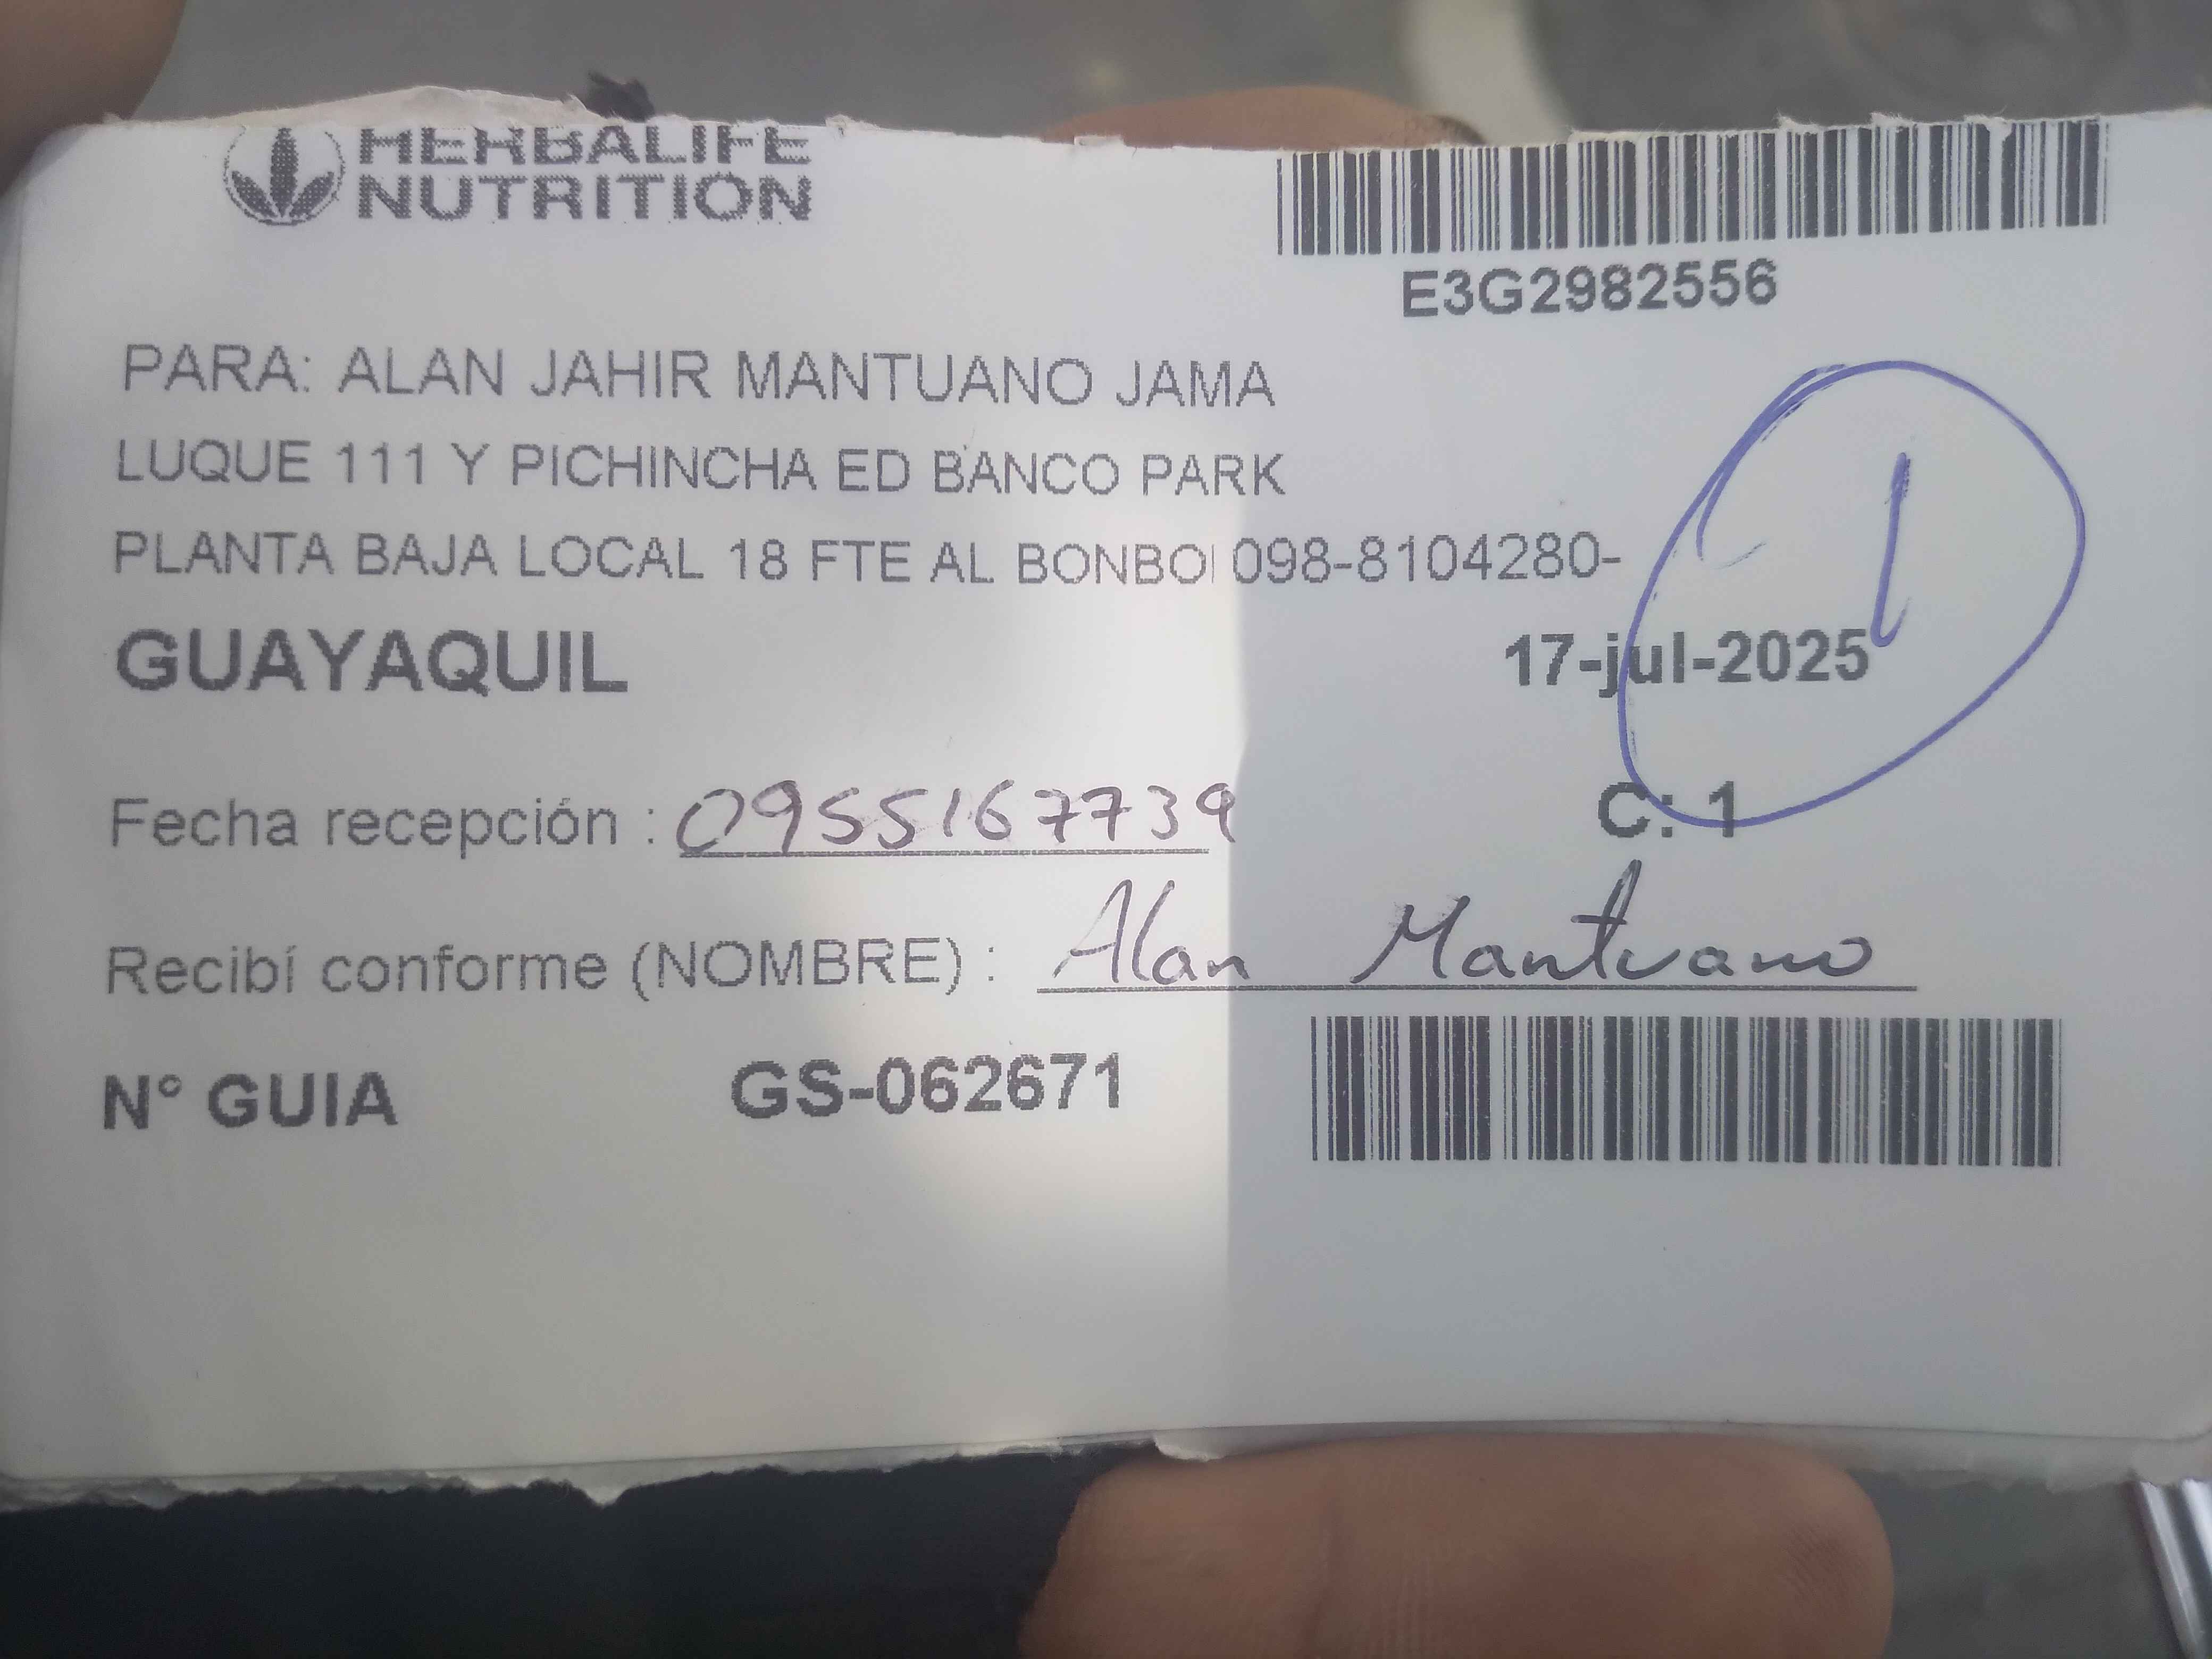 HERBALIFE
NUTRITION
E3G2982556
PARA: ALAN JAHIR MANTUANO JAMA
LUQUE 111 Y PICHINCHA ED BANCO PARK
PLANTA BAJA LOCAL 18 FTE AL BONBO 098-8104280-
1
GUAYAQUIL 17-jul-2025
Fecha recepción : 0955167739 C: 1
Recibí conforme (NOMBRE) : Alan Mantuano
N° GUIA GS-062671